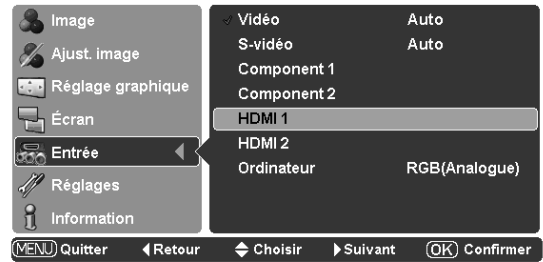 Image
Ajust. image
Réglage graphique
Écran
Entrée
Réglages
Information
Vidéo Auto
S-vidéo Auto
Component 1
Component 2
HDMI 1
HDMI 2
Ordinateur RGB(Analogue)
MENU Quitter Retour Choisir Suivant OK Confirmer